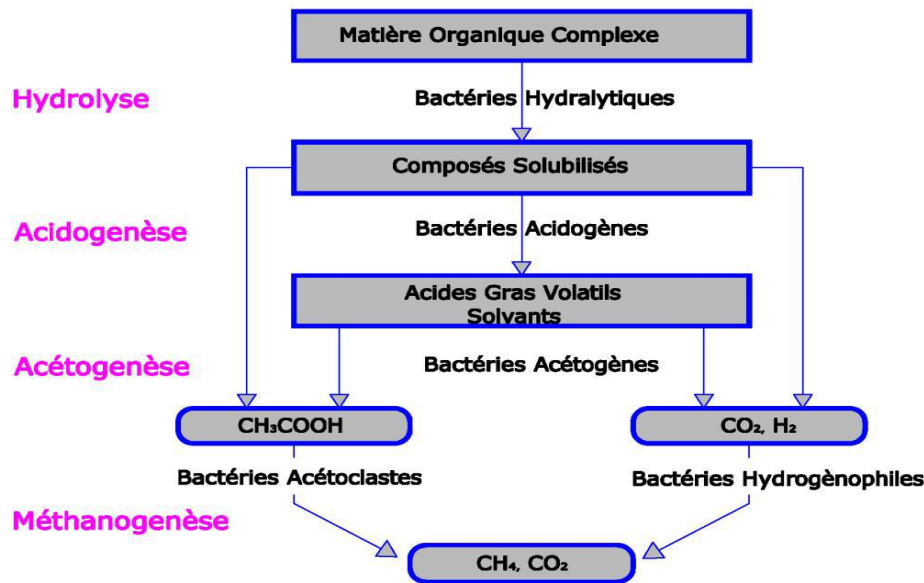 Matière Organique Complexe
Hydrolyse
Bactéries Hydralytiques
Composés Solubilisés
Acidogenèse
Bactéries Acidogènes
Acides Gras Volatils
Solvants
Acétogenèse
Bactéries Acétogènes
CH₃COOH
CO₂, H₂
Bactéries Acétoclastes
Bactéries Hydrogènophiles
Méthanogenèse
CH₄, CO₂